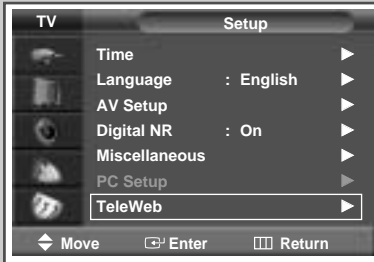 TV Setup
Time
Language : English
AV Setup
Digital NR : On
Miscellaneous
PC Setup
TeleWeb
Move Enter Return